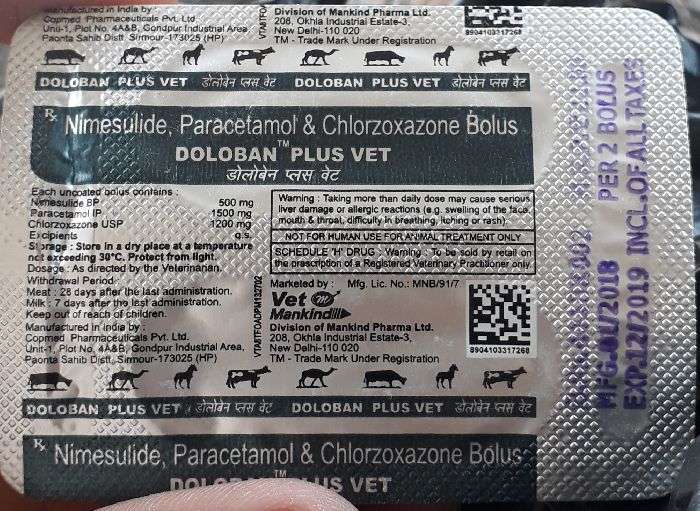 Manufactured in India by :
Copmed Pharmaceuticals Pvt. Ltd
Unit-1, Plot No. 4A&B, Gondpur Industrial Area,
Paonta Sahib Distt. Sirmour-173025 (HP)
Division of Mankind Pharma Ltd.
208, Okhla Industrial Estate-3,
New Delhi-110 020
TM - Trade Mark Under Registration
8904103317268
DOLOBAN PLUS VET डोलोबेन प्लस वेट DOLOBAN PLUS VET डोलोबेन प्लस वेट
Rx Nimesulide, Paracetamol & Chlorzoxazone Bolus
DOLOBAN™ PLUS VET
डोलोबेन प्लस वेट
Each uncoated bolus contains :
Nimesulide BP 500 mg
Paracetamol IP 1500 mg
Chlorzoxazone USP 1200 mg
Excipients q.s.
Storage : Store in a dry place at a temperature
not exceeding 30°C. Protect from light.
Dosage : As directed by the Veterinarian.
Withdrawal Period:
Meat : 28 days after the last administration.
Milk : 7 days after the last administration.
Keep out of reach of children.
Manufactured in India by :
Copmed Pharmaceuticals Pvt. Ltd.
Unit-1, Plot No. 4A&B, Gondpur Industrial Area,
Paonta Sahib Distt. Sirmour-173025 (HP)
Warning : Taking more than daily dose may cause serious
liver damage or allergic reactions (e.g. swelling of the face,
mouth & throat, difficulty in breathing, itching or rash).
NOT FOR HUMAN USE FOR ANIMAL TREATMENT ONLY
SCHEDULE 'H' DRUG : Warning : To be sold by retail on
the prescription of a Registered Veterinary Practitioner only.
Marketed by : Mfg. Lic. No.: MNB/91/7
Vet
Mankind
Division of Mankind Pharma Ltd.
208, Okhla Industrial Estate-3,
New Delhi-110 020
TM - Trade Mark Under Registration
8904103317268
DOLOBAN PLUS VET डोलोबेन प्लस वेट DOLOBAN PLUS VET डोलोबेन प्लस वेट
Rx Nimesulide, Paracetamol & Chlorzoxazone Bolus
DOLOBAN™ PLUS VET
PER 2 BOLUS
INCL.OF ALL TAXES
2018
EXP.12/2019